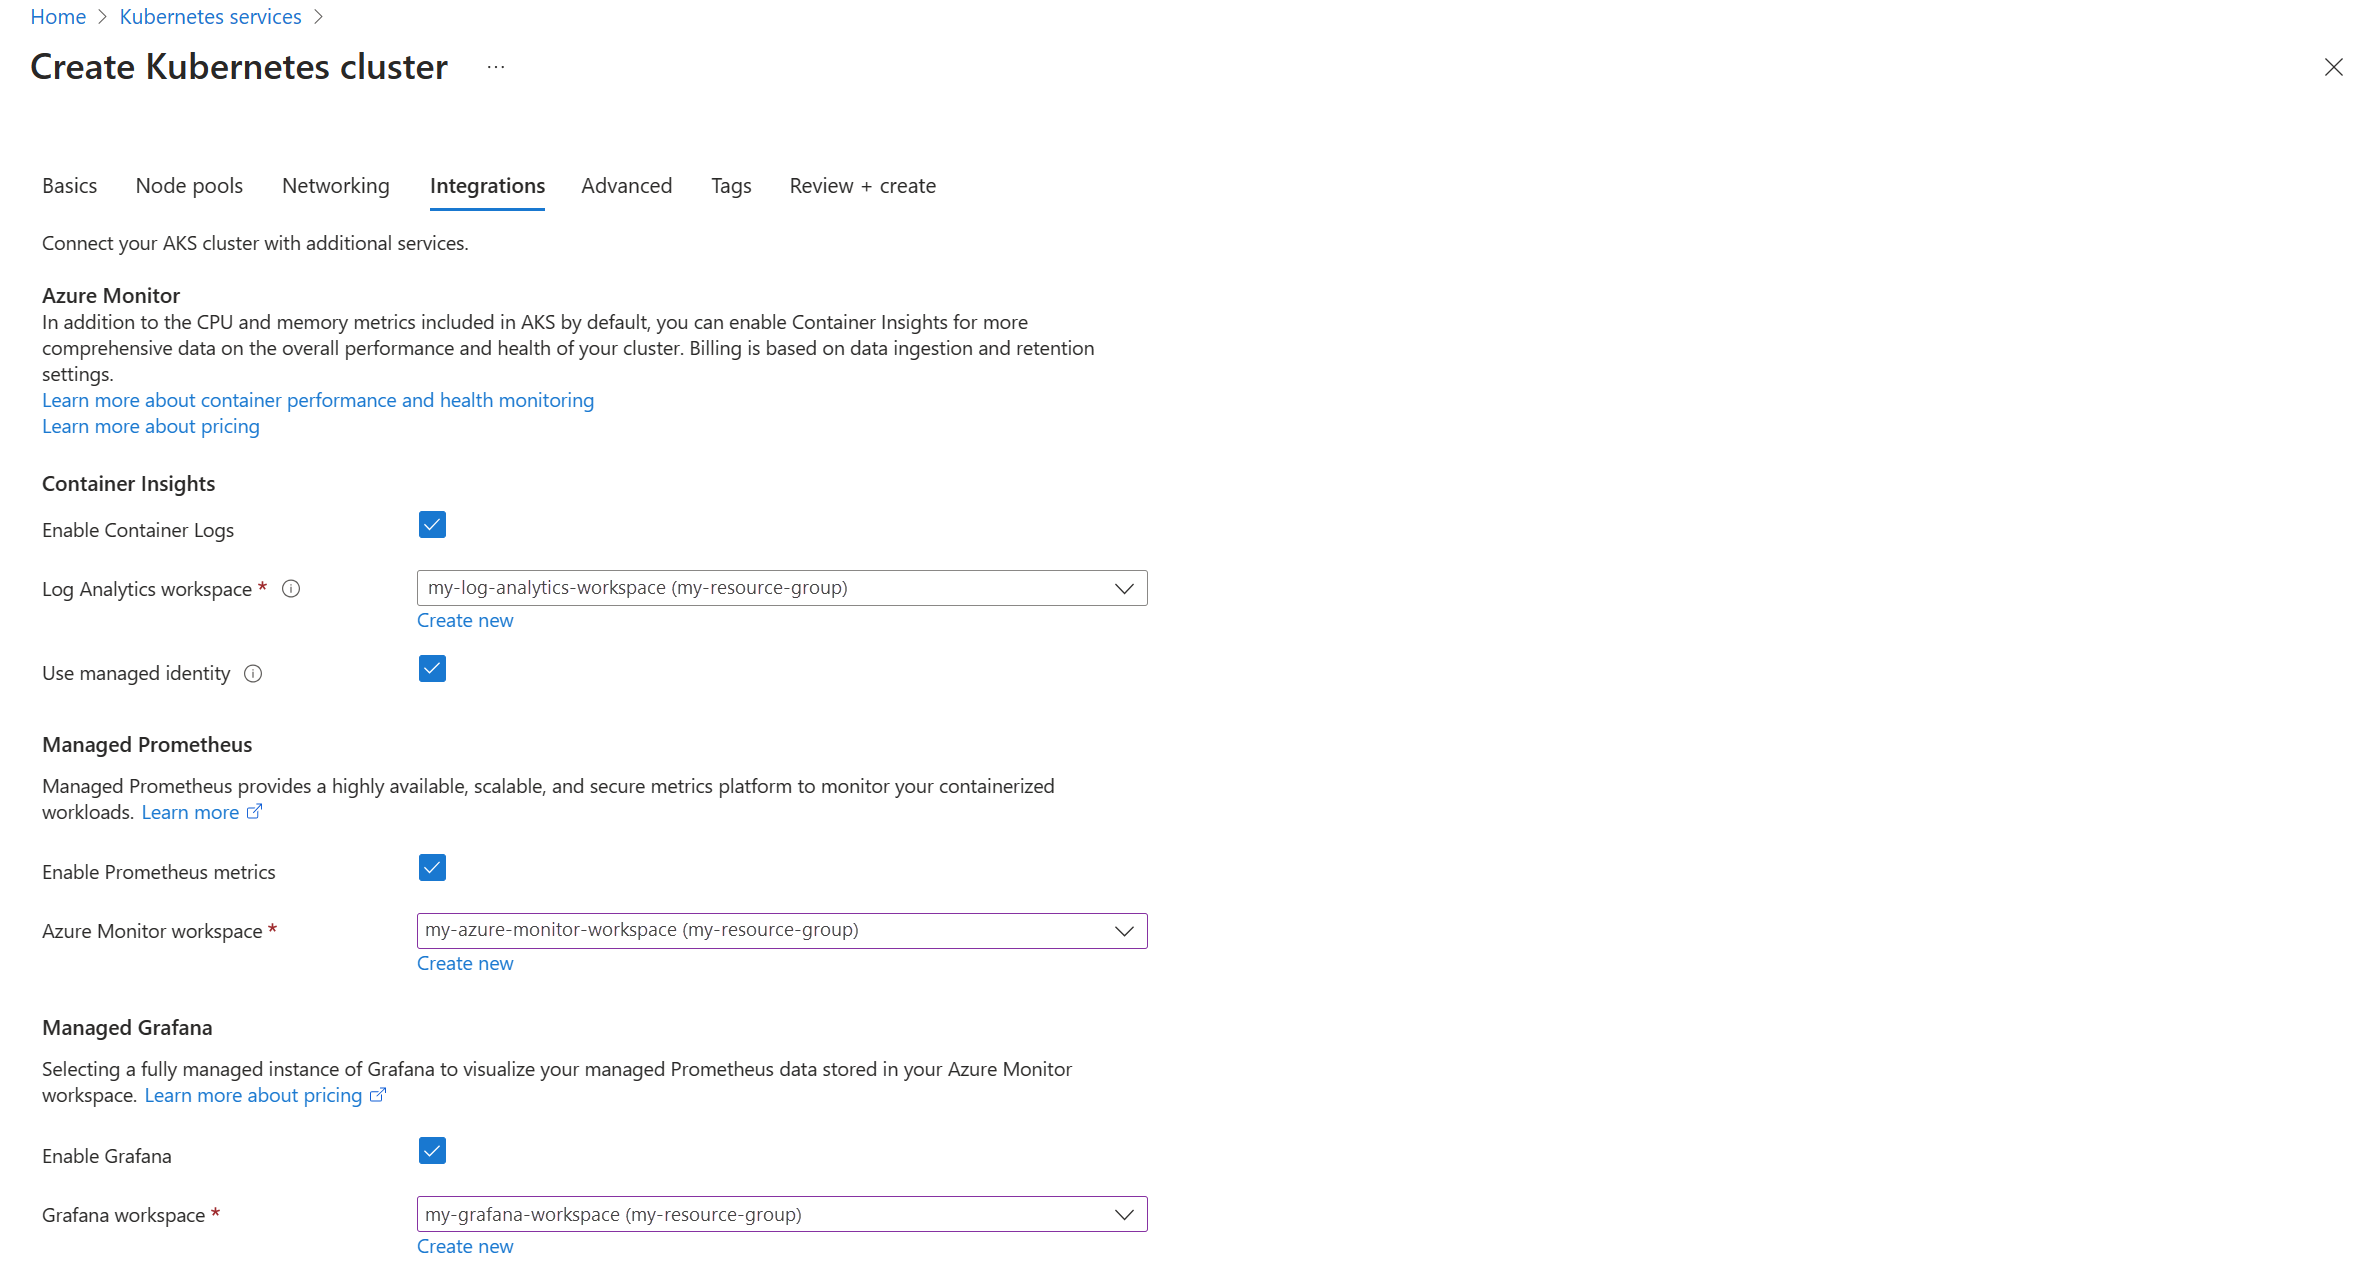 Home > Kubernetes services >
Create Kubernetes cluster ...
Basics Node pools Networking Integrations Advanced Tags Review + create
Connect your AKS cluster with additional services.
Azure Monitor
In addition to the CPU and memory metrics included in AKS by default, you can enable Container Insights for more
comprehensive data on the overall performance and health of your cluster. Billing is based on data ingestion and retention
settings.
Learn more about container performance and health monitoring
Learn more about pricing
Container Insights
Enable Container Logs
Log Analytics workspace * my-log-analytics-workspace (my-resource-group)
Create new
Use managed identity
Managed Prometheus
Managed Prometheus provides a highly available, scalable, and secure metrics platform to monitor your containerized
workloads. Learn more
Enable Prometheus metrics
Azure Monitor workspace * my-azure-monitor-workspace (my-resource-group)
Create new
Managed Grafana
Selecting a fully managed instance of Grafana to visualize your managed Prometheus data stored in your Azure Monitor
workspace. Learn more about pricing
Enable Grafana
Grafana workspace * my-grafana-workspace (my-resource-group)
Create new